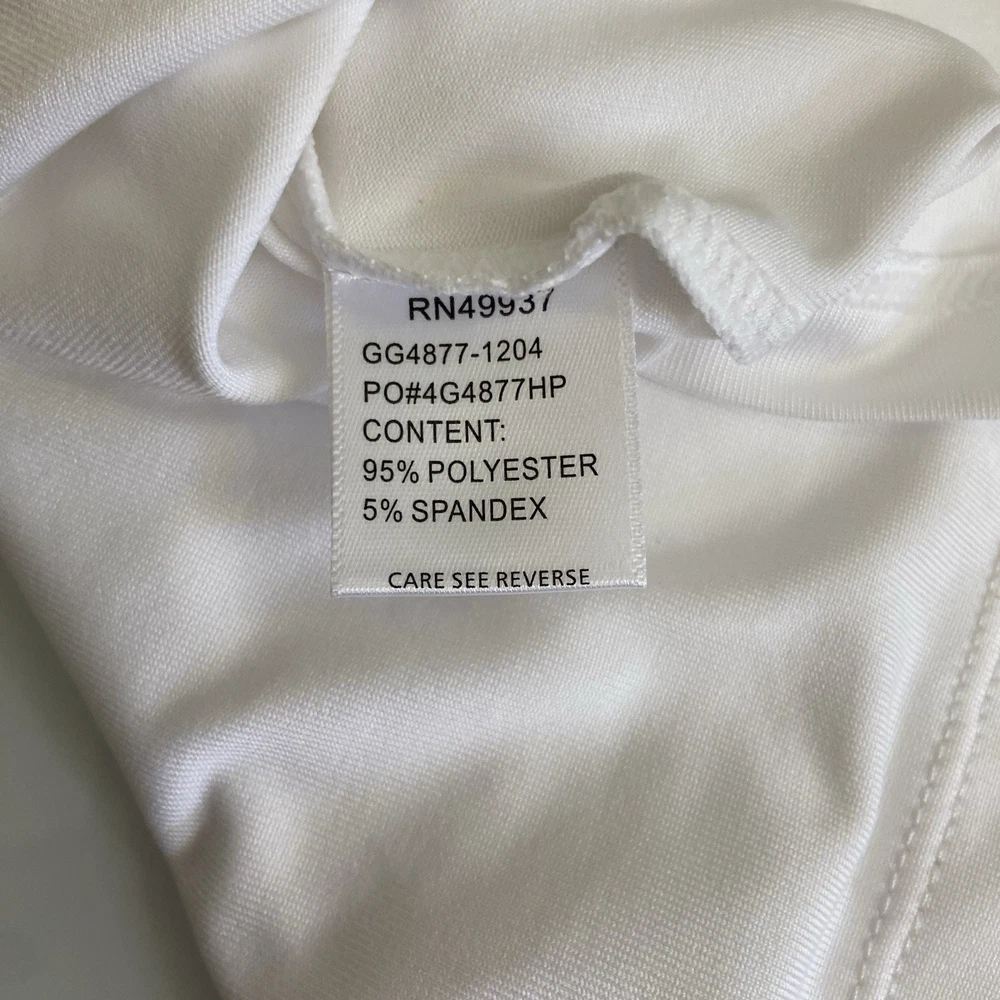 RN49937
GG4877-1204
PO#4G4877HP
CONTENT:
95% POLYESTER
5% SPANDEX
CARE SEE REVERSE